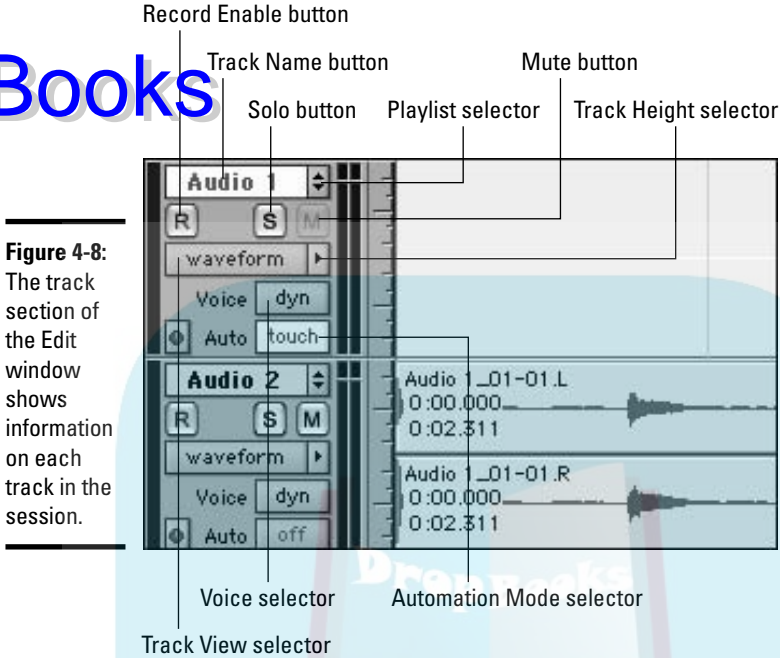 Record Enable button
Books
Track Name button
Mute button
Solo button
Playlist selector
Track Height selector
Figure 4-8:
The track
section of
the Edit
window
shows
information
on each
track in the
session.
Audio 1
R S M
waveform
Voice dyn
Auto touch
Audio 2
R S M
waveform
Voice dyn
Auto off
Audio 1_01-01.L
0:00.000
0:02.311
Audio 1_01-01.R
0:00.000
0:02.311
DropBooks
Voice selector
Automation Mode selector
Track View selector